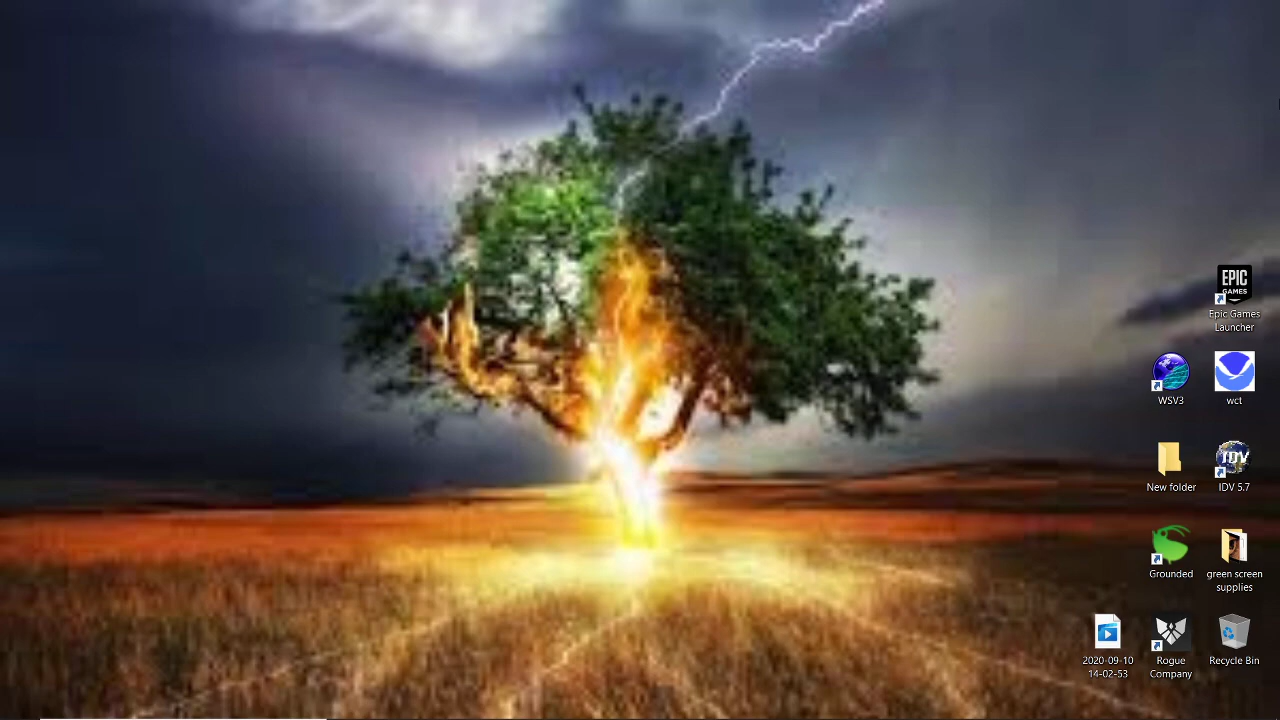 EPIC
GAMES
Epic Games
Launcher
WSV3
wct
New folder
IDV
IDV 5.7
Grounded
green screen
supplies
2020-09-10
14-02-53
Rogue
Company
Recycle Bin